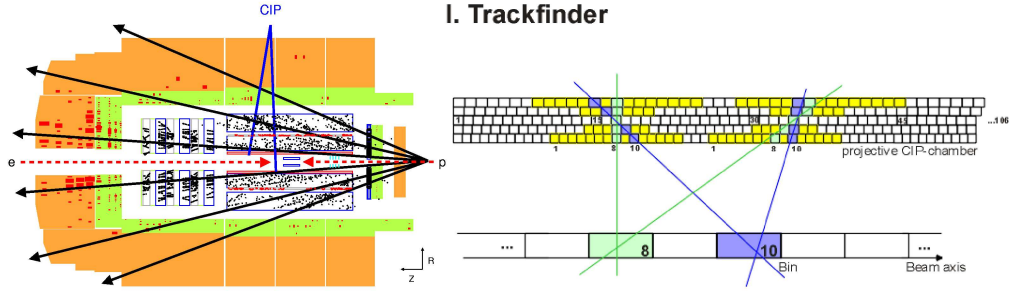 CIP
I. Trackfinder
e
p
R
Z
1
15
30
45
...106
1
8
10
1
8
10
projective CIP-chamber
...
8
10
...
Bin
Beam axis